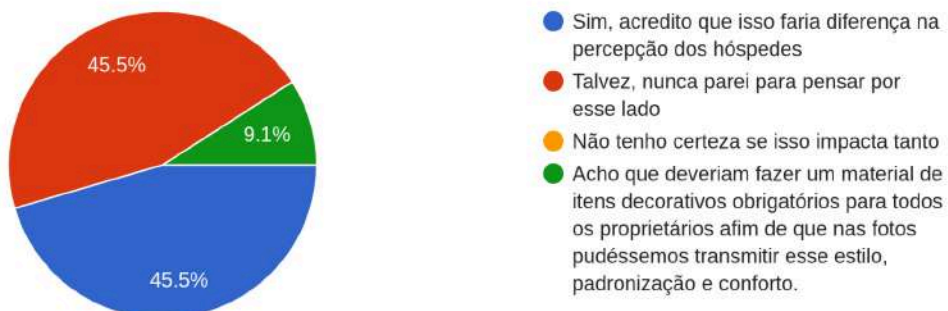 45.5%
9.1%
45.5%
Sim, acredito que isso faria diferença na
percepção dos hóspedes
Talvez, nunca parei para pensar por
esse lado
Não tenho certeza se isso impacta tanto
Acho que deveriam fazer um material de
itens decorativos obrigatórios para todos
os proprietários afim de que nas fotos
pudéssemos transmitir esse estilo,
padronização e conforto.